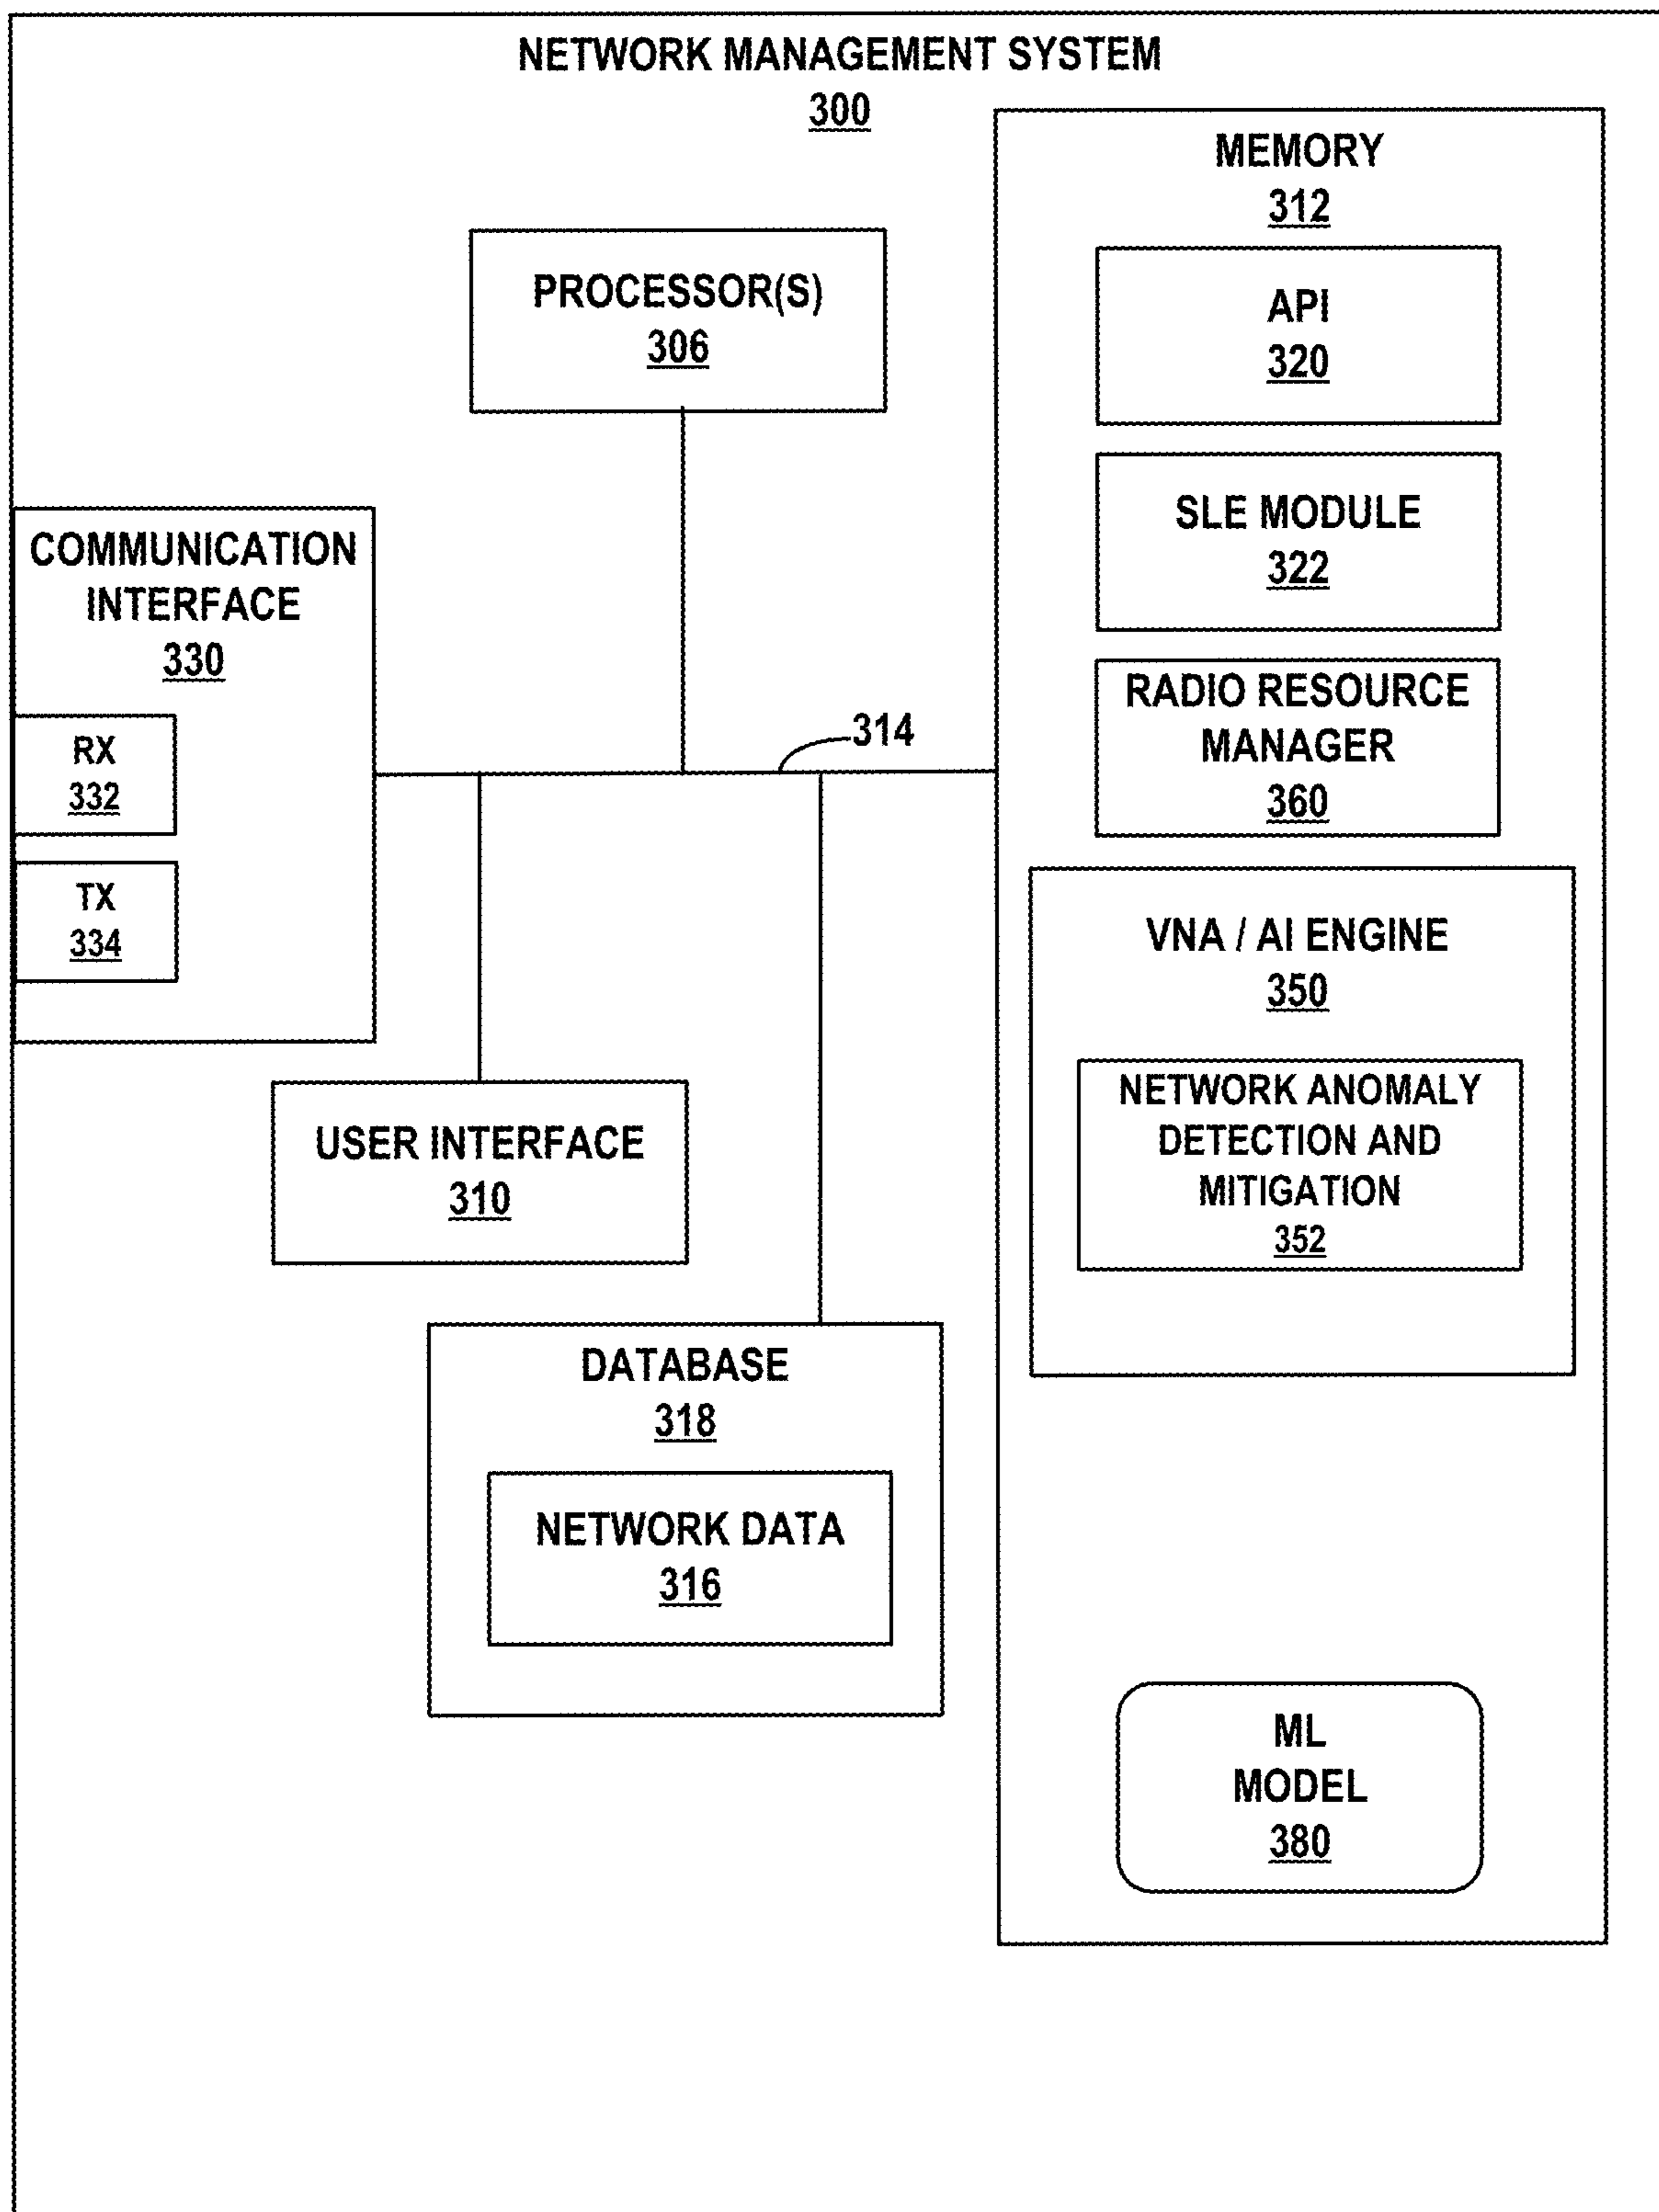 NETWORK MANAGEMENT SYSTEM
300
MEMORY
312
PROCESSOR(S)
306
API
320
SLE MODULE
322
COMMUNICATION
INTERFACE
330
RX
332
TX
334
314
RADIO RESOURCE
MANAGER
360
VNA / AI ENGINE
350
NETWORK ANOMALY
DETECTION AND
MITIGATION
352
USER INTERFACE
310
DATABASE
318
NETWORK DATA
316
ML
MODEL
380